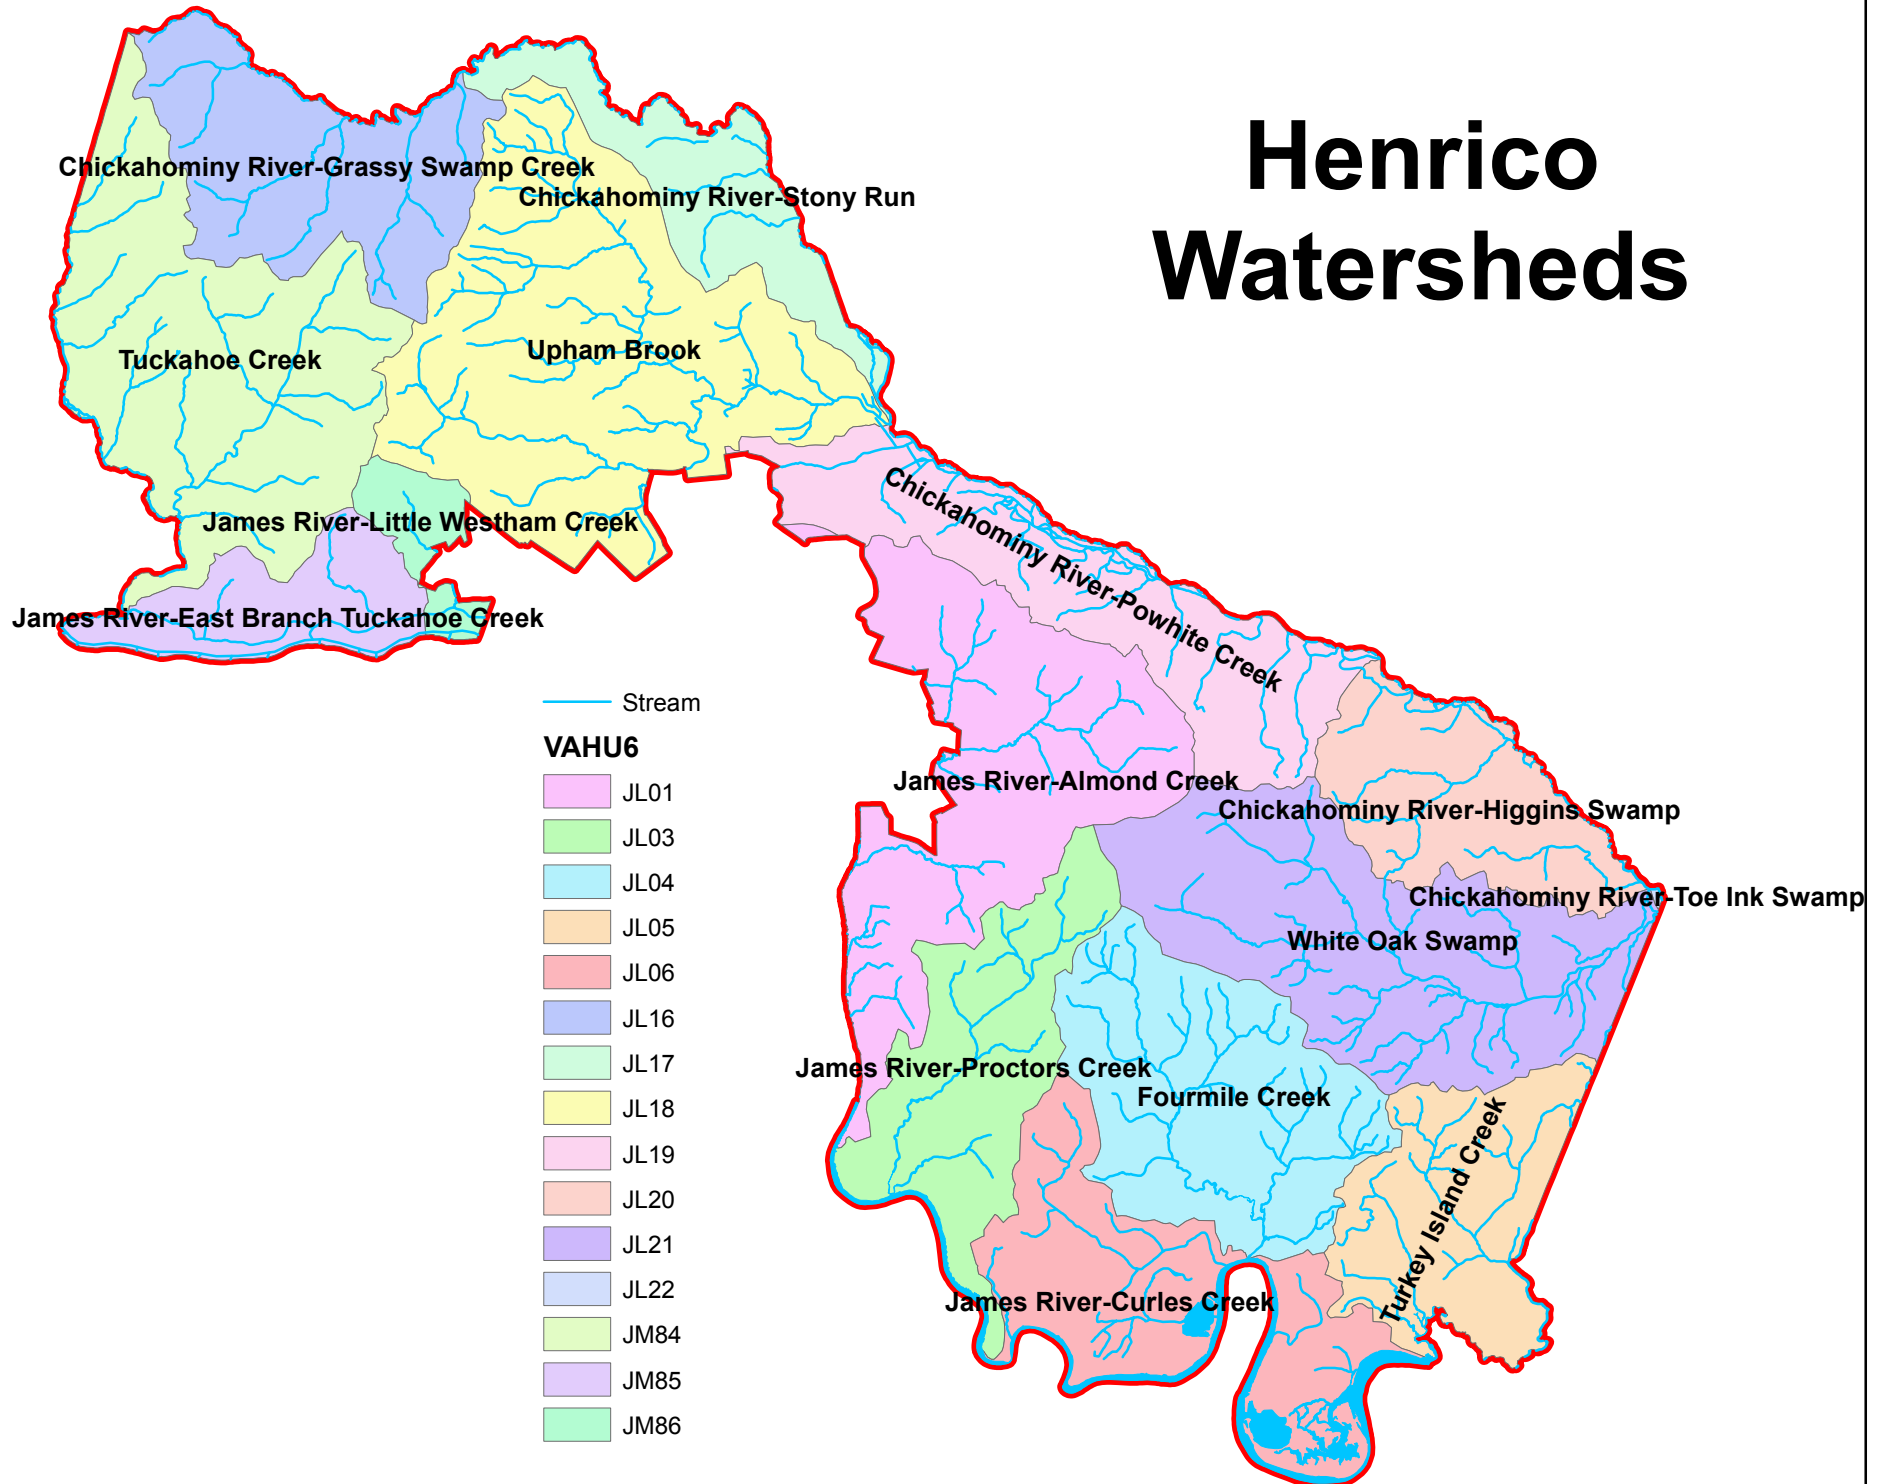 Henrico
Watersheds
Chickahominy River-Grassy Swamp Creek
Chickahominy River-Stony Run
Tuckahoe Creek
Upham Brook
James River-Little Westham Creek
James River-East Branch Tuckahoe Creek
Chickahominy River-Powhite Creek
James River-Almond Creek
Chickahominy River-Higgins Swamp
Chickahominy River-Toe Ink Swamp
White Oak Swamp
James River-Proctors Creek
Fourmile Creek
Turkey Island Creek
James River-Curles Creek
Stream
VAHU6
JL01
JL03
JL04
JL05
JL06
JL16
JL17
JL18
JL19
JL20
JL21
JL22
JM84
JM85
JM86